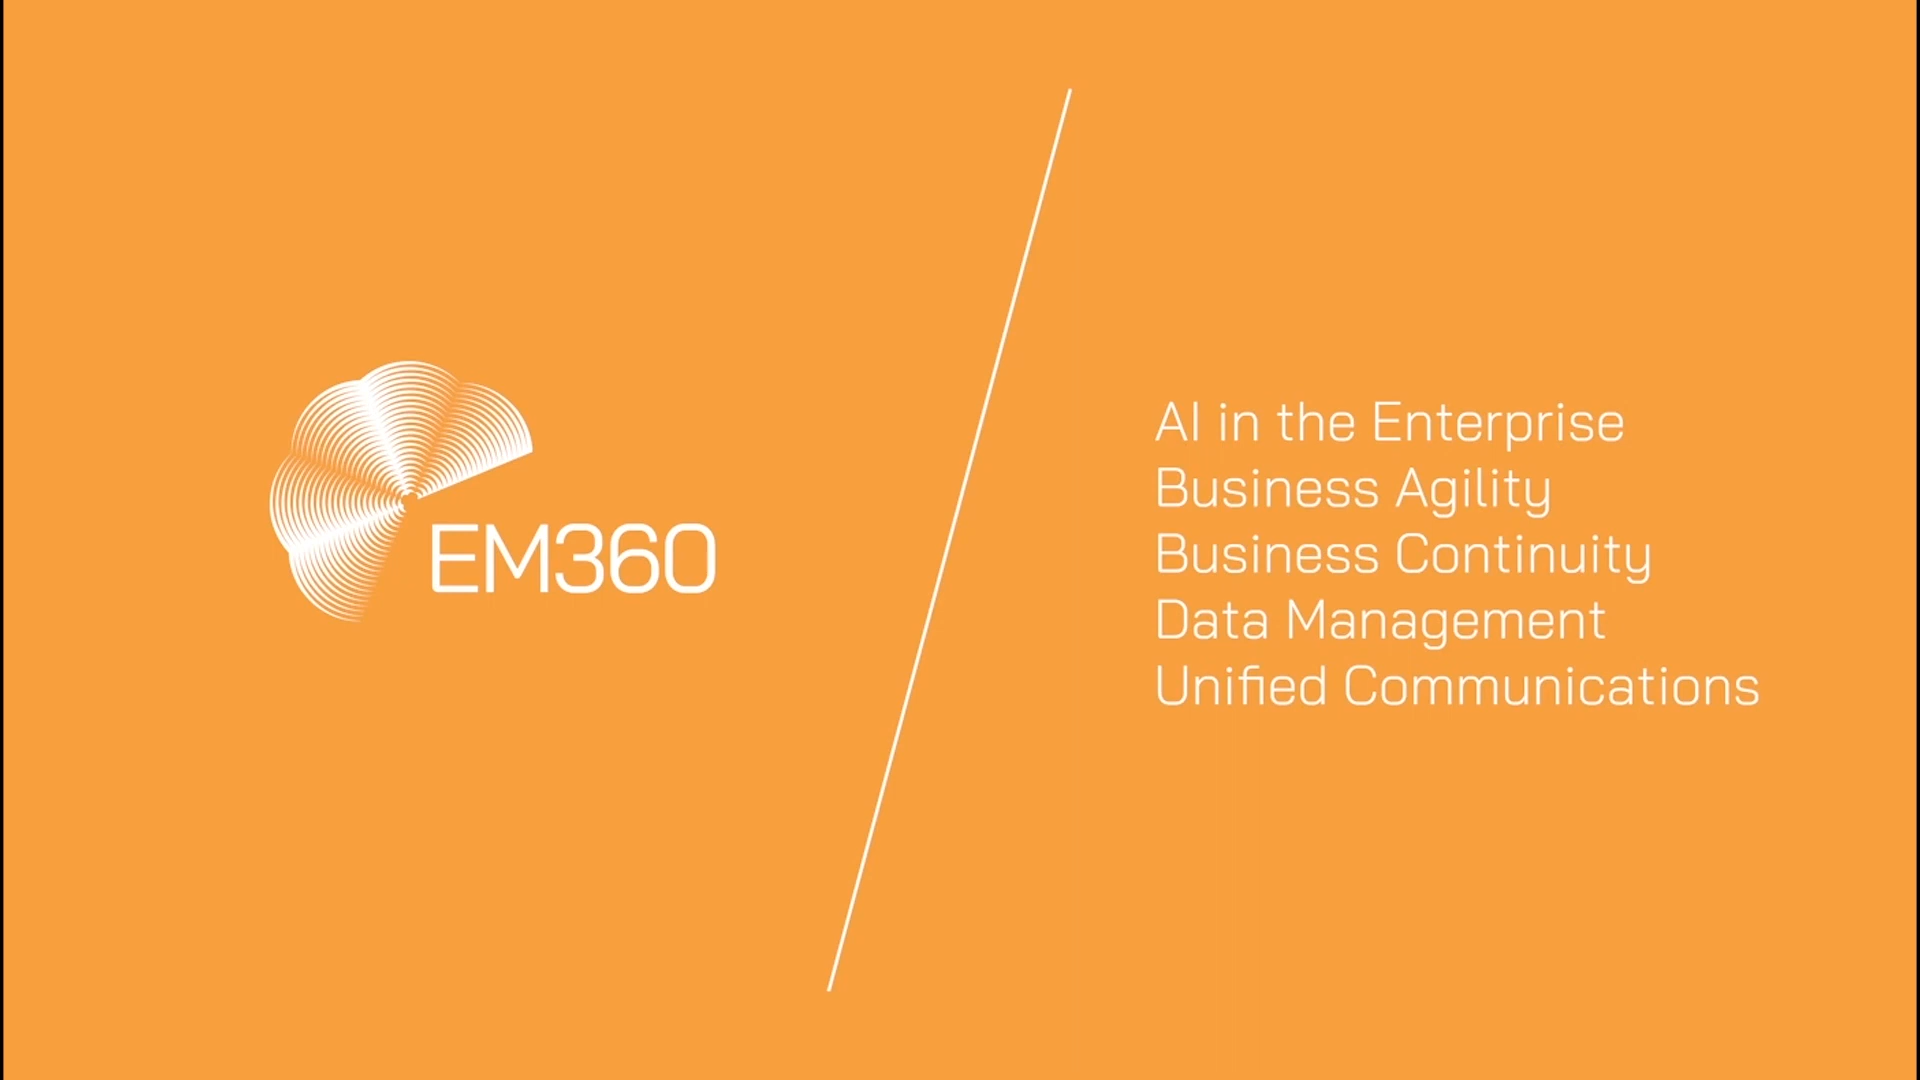 EM360
AI in the Enterprise
Business Agility
Business Continuity
Data Management
Unified Communications